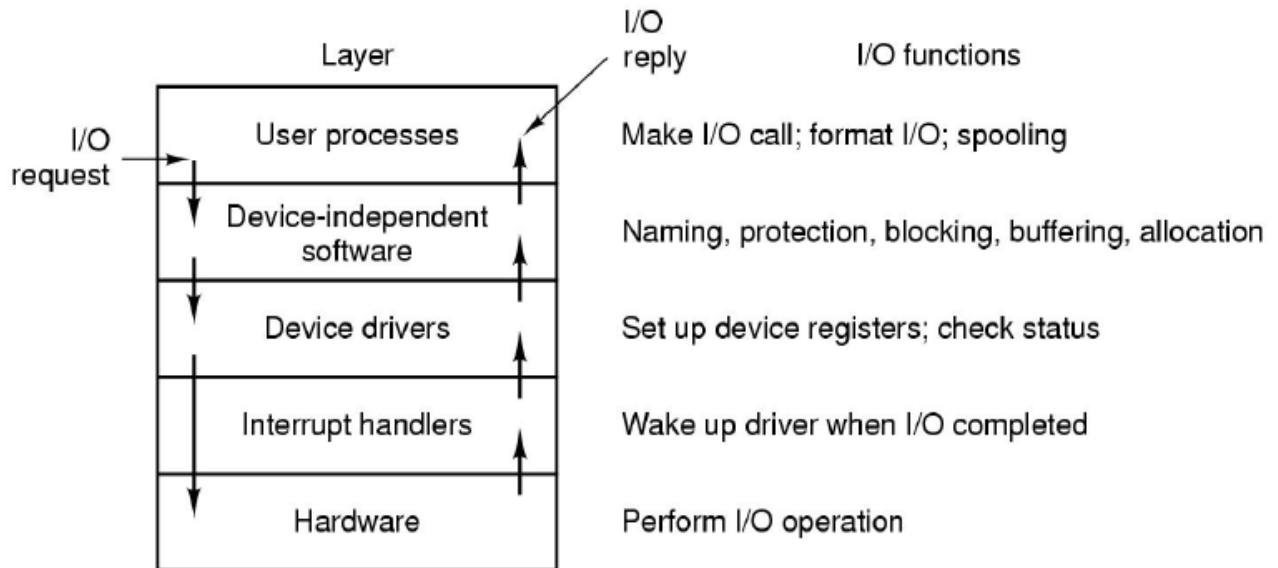 Layer
I/O
reply
I/O functions
I/O
request
User processes
Make I/O call; format I/O; spooling
Device-independent
software
Naming, protection, blocking, buffering, allocation
Device drivers
Set up device registers; check status
Interrupt handlers
Wake up driver when I/O completed
Hardware
Perform I/O operation